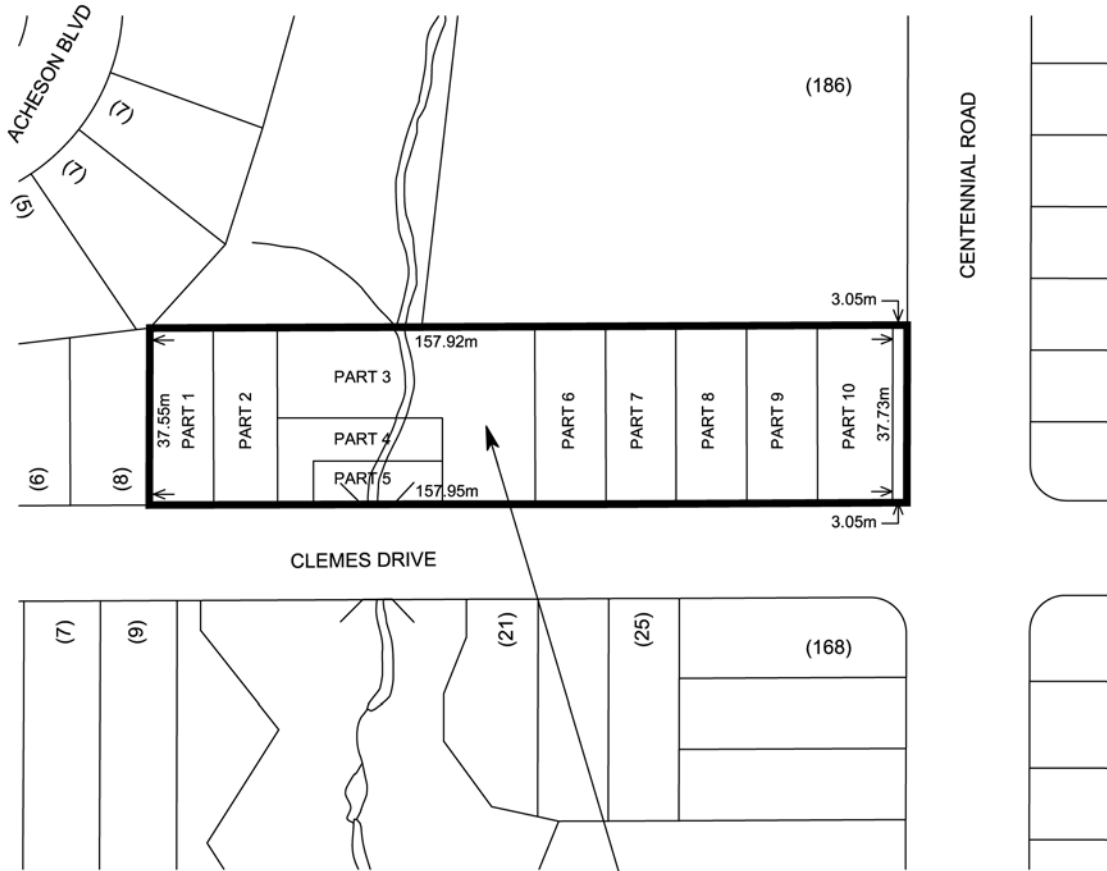 ACHESON BLVD
(7)
(7)
(5)
(186)
CENTENNIAL ROAD
3.05m
157.92m
37.55m
PART 1
PART 2
PART 3
PART 4
PART 5
157.95m
PART 6
PART 7
PART 8
PART 9
PART 10
37.73m
3.05m
(6)
(8)
CLEMES DRIVE
(7)
(9)
(21)
(25)
(168)